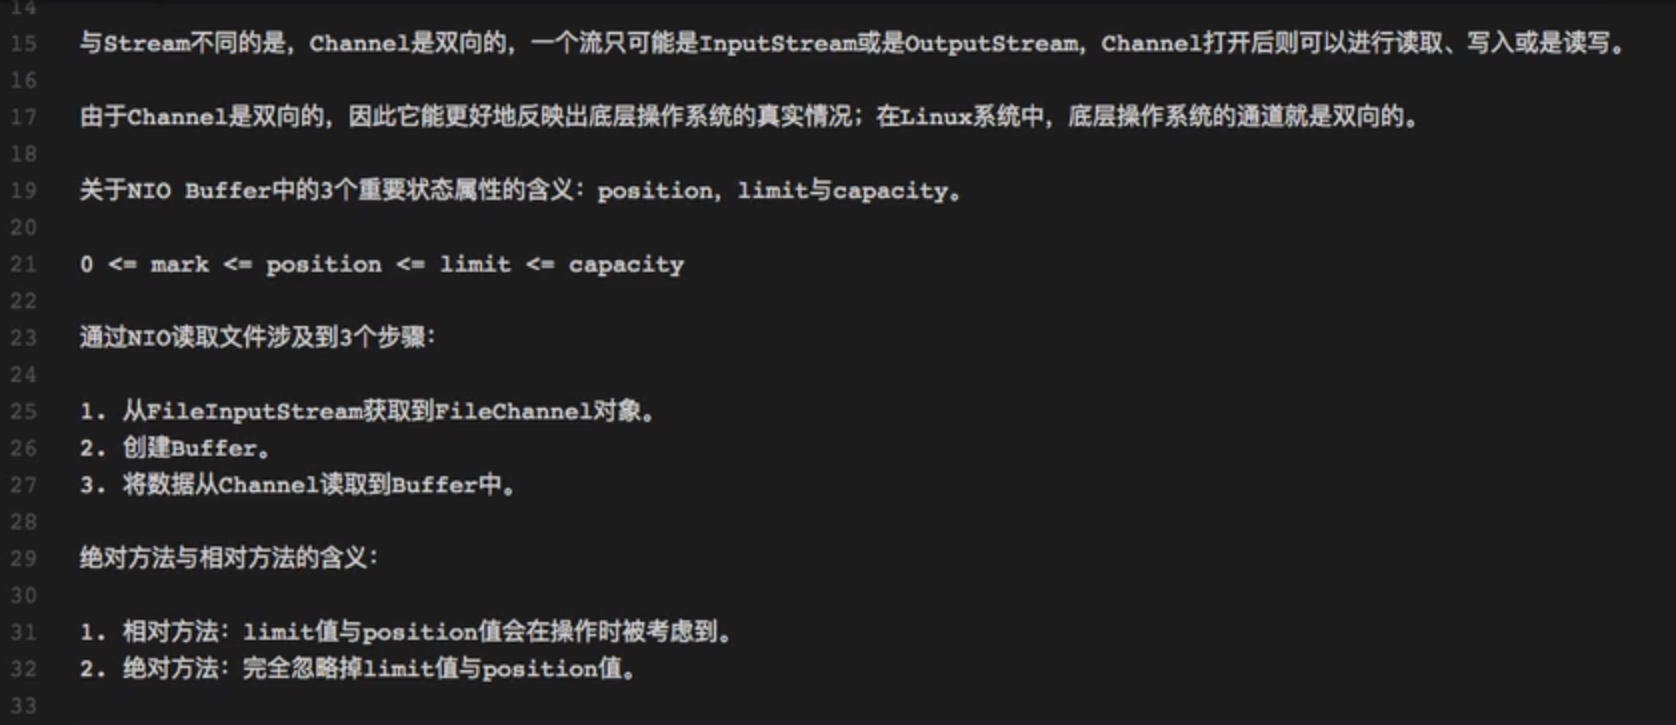 14
15 与Stream不同的是，Channel是双向的，一个流只可能是InputStream或是OutputStream，Channel打开后则可以进行读取、写入或是读写。
16
17 由于Channel是双向的，因此它能更好地反映出底层操作系统的真实情况；在Linux系统中，底层操作系统的通道就是双向的。
18
19 关于NIO Buffer中的3个重要状态属性的含义：position，limit与capacity。
20
21 0 <= mark <= position <= limit <= capacity
22
23 通过NIO读取文件涉及到3个步骤：
24
25 1. 从FileInputStream获取到FileChannel对象。
26 2. 创建Buffer。
27 3. 将数据从Channel读取到Buffer中。
28
29 绝对方法与相对方法的含义：
30
31 1. 相对方法：limit值与position值会在操作时被考虑到。
32 2. 绝对方法：完全忽略掉limit值与position值。
33